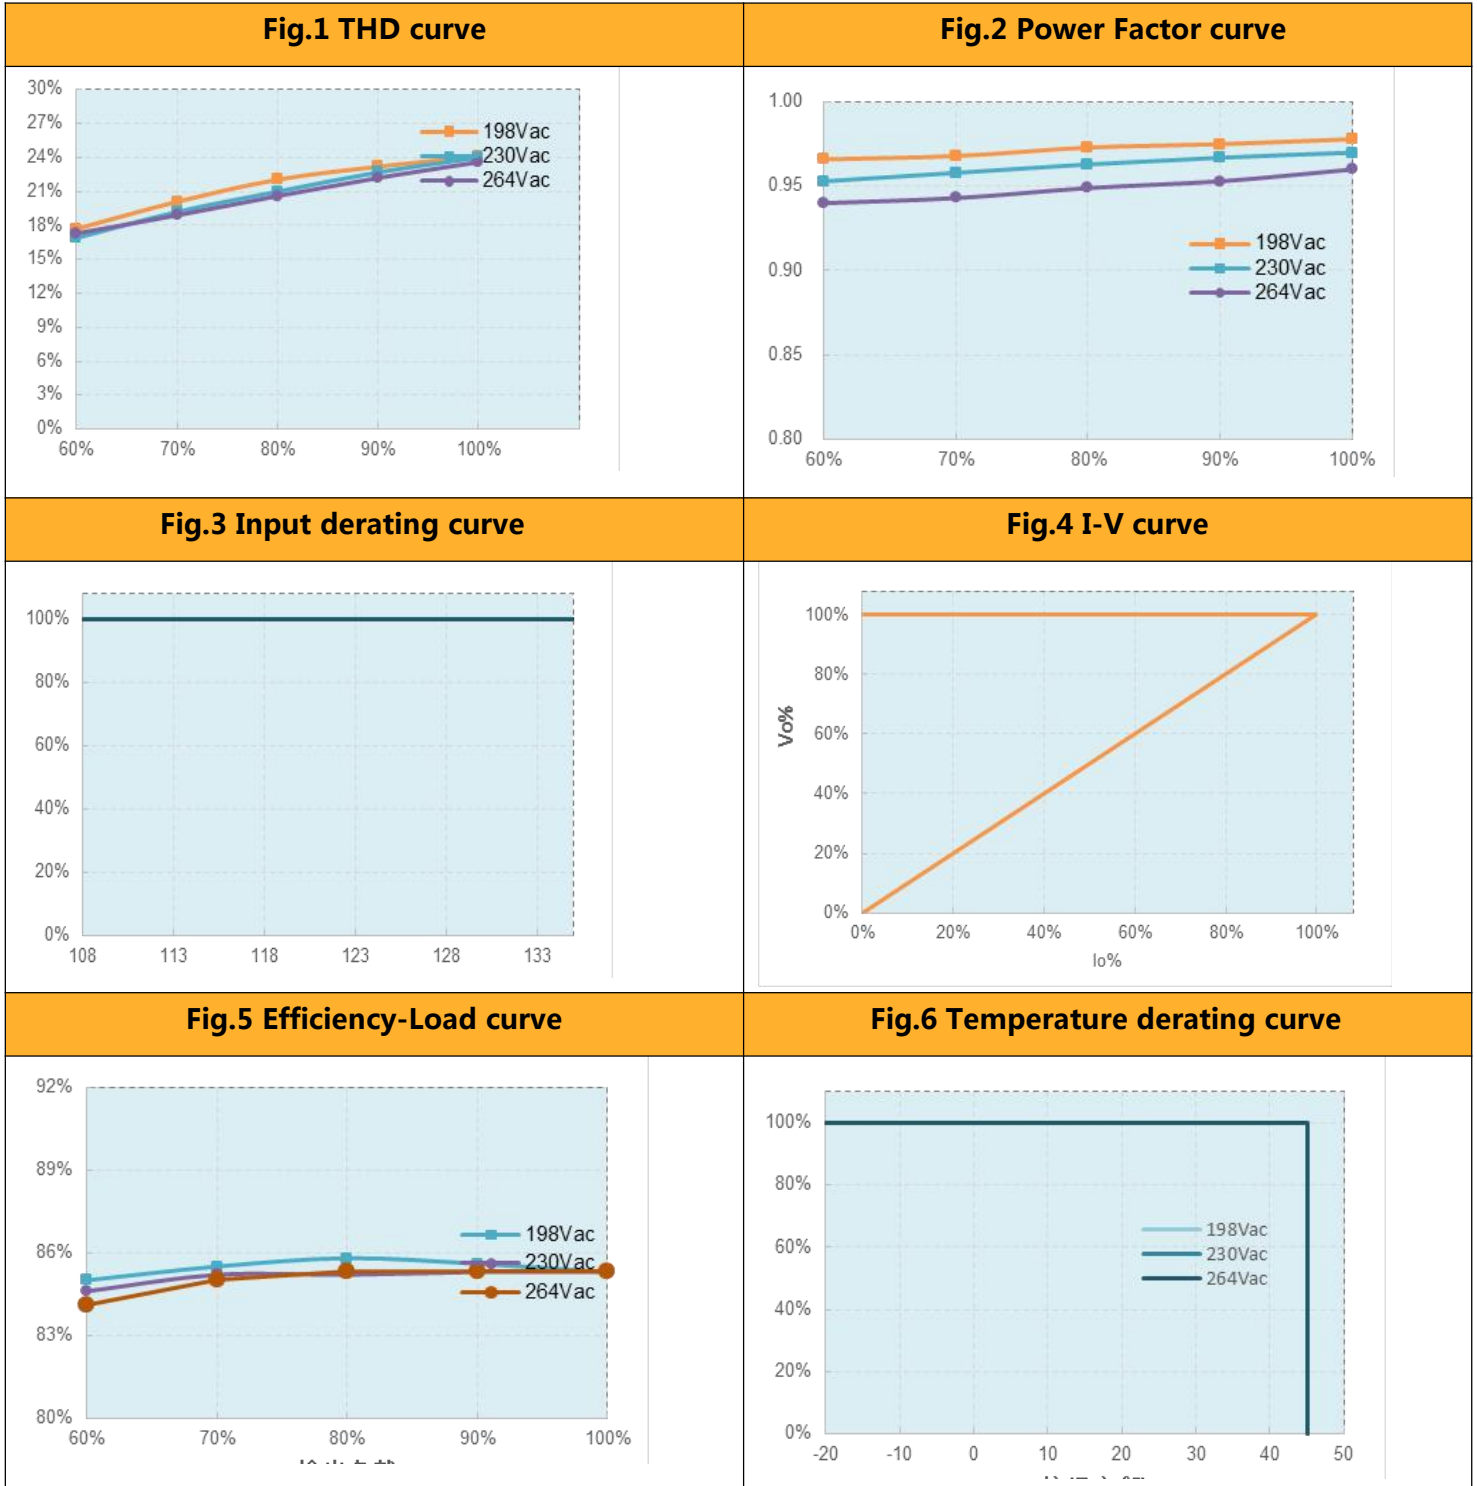 Fig.1 THD curve
Fig.2 Power Factor curve
30%
27%
24%
21%
18%
15%
12%
9%
6%
3%
0%
60% 70% 80% 90% 100%
198Vac
230Vac
264Vac
1.00
0.95
0.90
0.85
0.80
60% 70% 80% 90% 100%
198Vac
230Vac
264Vac
Fig.3 Input derating curve
Fig.4 I-V curve
100%
80%
60%
40%
20%
0%
108 113 118 123 128 133
Vo%
100%
80%
60%
40%
20%
0%
0% 20% 40% 60% 80% 100%
Io%
Fig.5 Efficiency-Load curve
Fig.6 Temperature derating curve
92%
89%
86%
83%
80%
60% 70% 80% 90% 100%
198Vac
230Vac
264Vac
100%
80%
60%
40%
20%
0%
-20 -10 0 10 20 30 40 50
198Vac
230Vac
264Vac